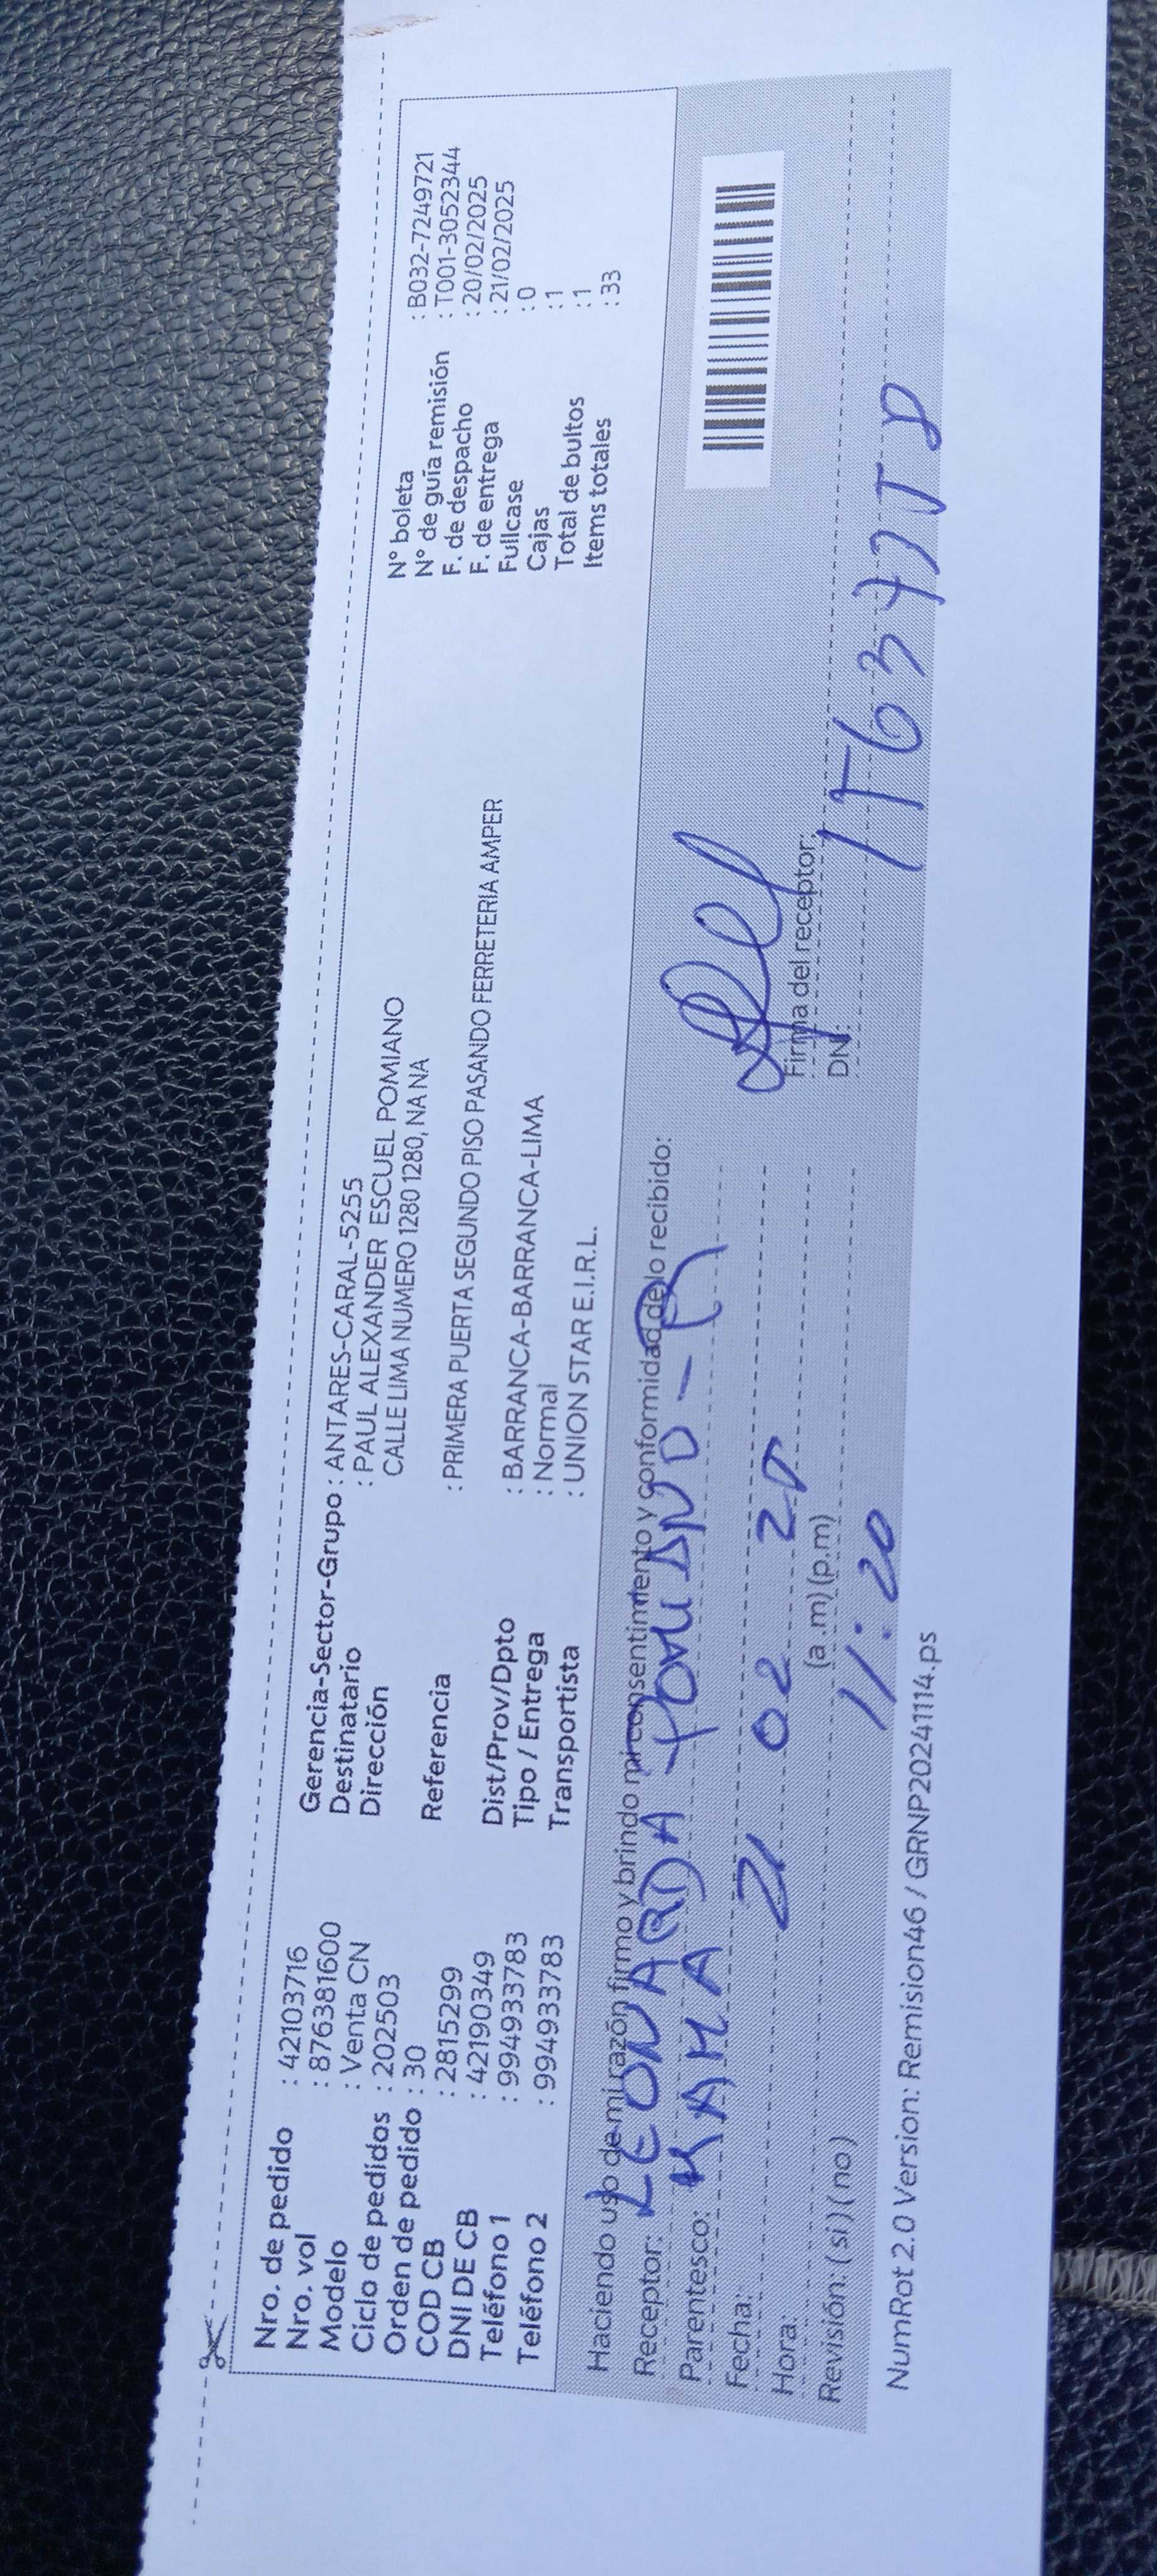 Nro. de pedido : 42103716
Nro. vol : 876381600
Modelo : Venta CN
Ciclo de pedidos : 202503
Orden de pedido : 30
COD CB : 2815299
DNI DE CB : 42190349
Teléfono 1 : 994933783
Teléfono 2 : 994933783
Gerencia-Sector-Grupo : ANTARES-CARAL-5255
Destinatario : PAUL ALEXANDER ESCUEL POMIANO
Dirección CALLE LIMA NUMERO 1280 1280, NA NA
Referencia : PRIMERA PUERTA SEGUNDO PISO PASANDO FERRETERIA AMPER
Dist/Prov/Dpto : BARRANCA-BARRANCA-LIMA
Tipo / Entrega : Normal
Transportista : UNION STAR E.I.R.L.
N° boleta : B032-7249721
N° de guía remisión : T001-3052344
F. de despacho : 20/02/2025
F. de entrega : 21/02/2025
Fullcase : 0
Cajas : 1
Total de bultos : 1
Items totales : 33
Haciendo uso de mi razón firmo y brindo mi consentimiento y conformidad de lo recibido:
Receptor: LEONARDA
Parentesco: MAMA
Fecha: 21 02 25
Hora: (a.m)(p.m) 11:20
Revisión: (si)(no)
Firma del receptor:
DNI:
NumRot 2.0 Version: Remision46 / GRNP20241114.ps